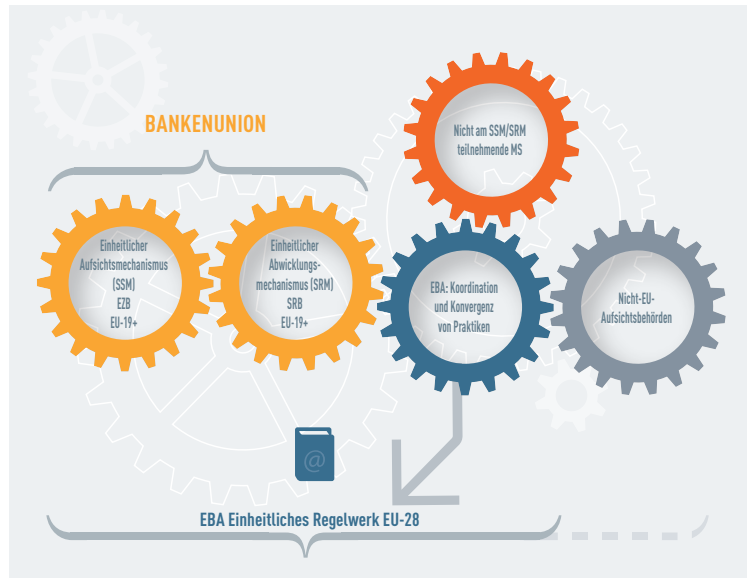 BANKENUNION
Nicht am SSM/SRM
teilnehmende MS
Einheitlicher
Aufsichtsmechanismus
(SSM)
EZB
EU-19+
Einheitlicher
Abwicklungs-
mechanismus (SRM)
SRB
EU-19+
EBA: Koordination
und Konvergenz
von Praktiken
Nicht-EU-
Aufsichtsbehörden
@
EBA Einheitliches Regelwerk EU-28